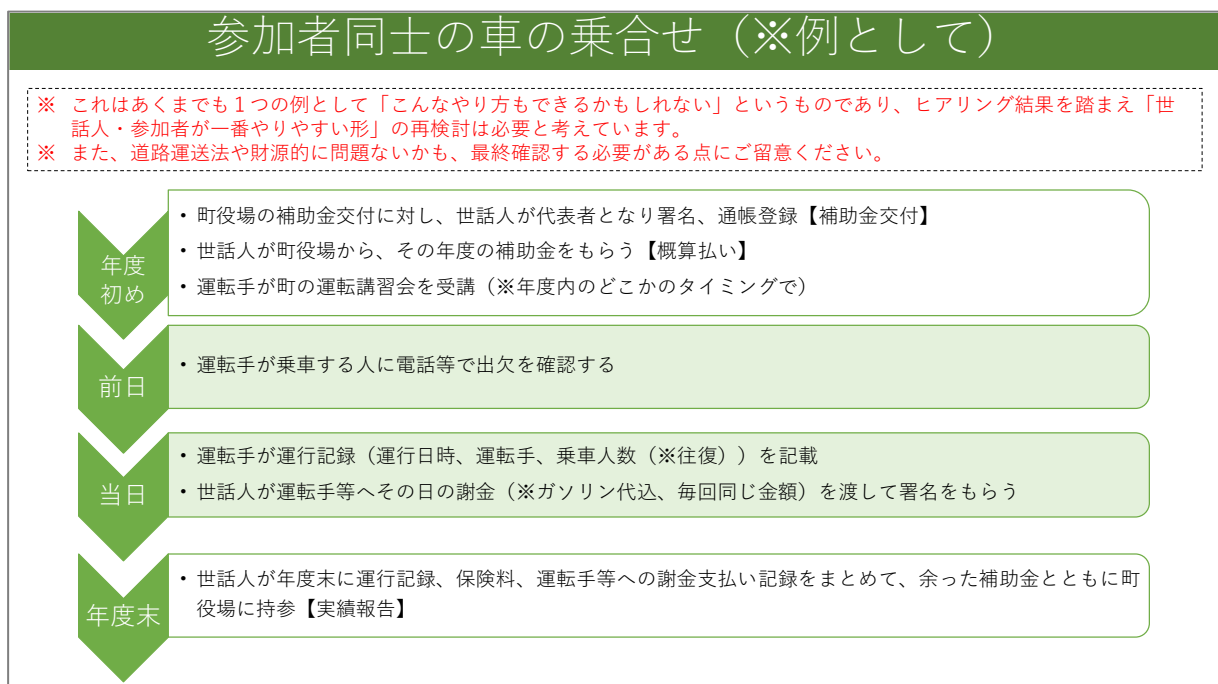 参加者同士の車の乗合せ（※例として）
※ これはあくまでも１つの例として「こんなやり方もできるかもしれない」というものであり、ヒアリング結果を踏まえ「世
話人・参加者が一番やりやすい形」の再検討は必要と考えています。
※ また、道路運送法や財源的に問題ないかも、最終確認する必要がある点にご留意ください。
年度
初め
• 町役場の補助金交付に対し、世話人が代表者となり署名、通帳登録【補助金交付】
• 世話人が町役場から、その年度の補助金をもらう【概算払い】
• 運転手が町の運転講習会を受講（※年度内のどこかのタイミングで）
前日
• 運転手が乗車する人に電話等で出欠を確認する
当日
• 運転手が運行記録（運行日時、運転手、乗車人数（※往復））を記載
• 世話人が運転手等へその日の謝金（※ガソリン代込、毎回同じ金額）を渡して署名をもらう
年度末
• 世話人が年度末に運行記録、保険料、運転手等への謝金支払い記録をまとめて、余った補助金とともに町
役場に持参【実績報告】